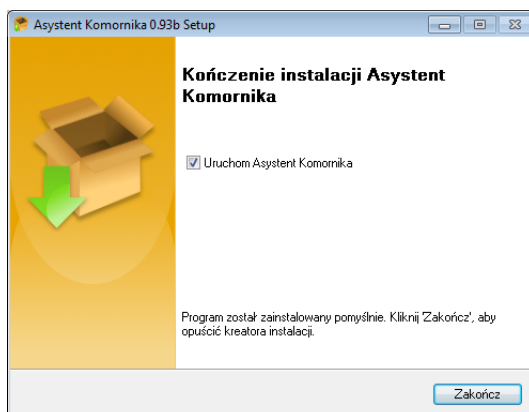 Asystent Komornika 0.93b Setup
Kończenie instalacji Asystent
Komornika
Uruchom Asystent Komornika
Program został zainstalowany pomyślnie. Kliknij 'Zakończ', aby
opuścić kreatora instalacji.
Zakończ